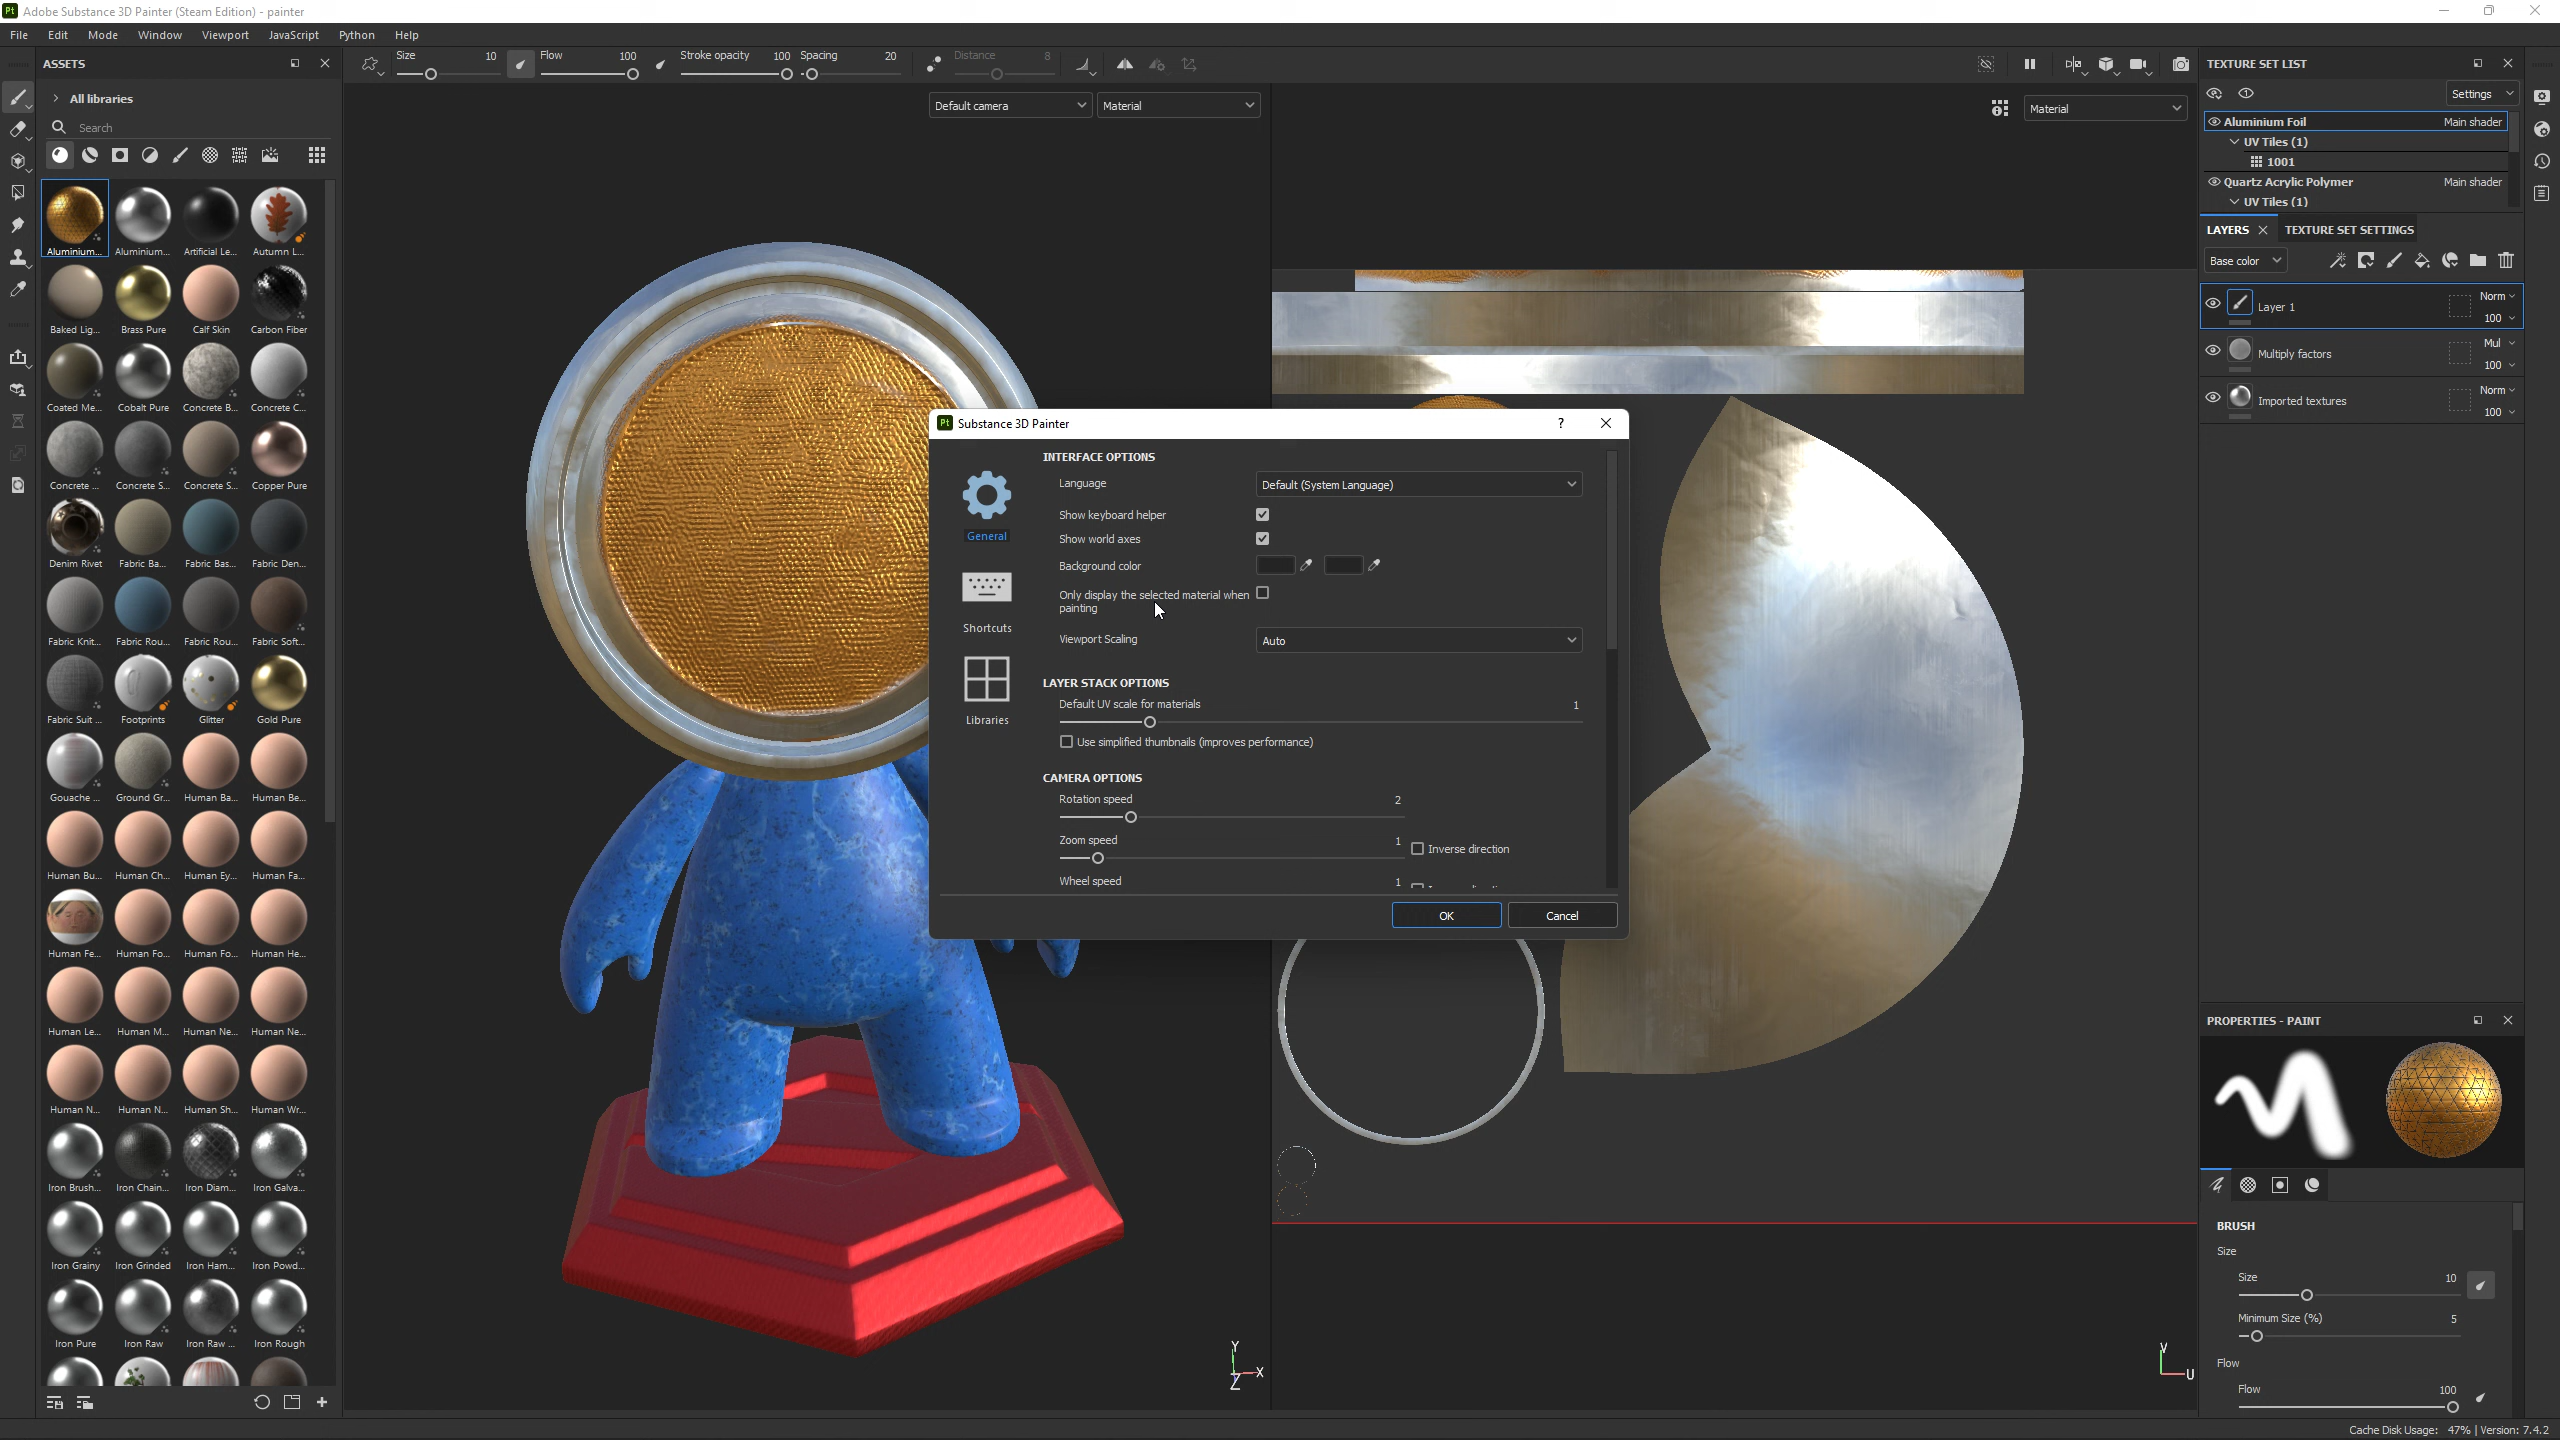 Pt Adobe Substance 3D Painter (Steam Edition) - painter
File Edit Mode Window Viewport JavaScript Python Help
ASSETS
Size 10 Flow 100 Stroke opacity 100 Spacing 20 Distance 8
All libraries
Search
Default camera Material
Material
Aluminium... Aluminium... Artificial Le... Autumn L...
Baked Lig... Brass Pure Calf Skin Carbon Fiber
Coated Me... Cobalt Pure Concrete B... Concrete C...
Concrete ... Concrete S... Concrete S... Copper Pure
Denim Rivet Fabric Ba... Fabric Bas... Fabric Den...
Fabric Knit... Fabric Rou... Fabric Rou... Fabric Soft...
Fabric Suit ... Footprints Glitter Gold Pure
Gouache ... Ground Gr... Human Ba... Human Be...
Human Bu... Human Ch... Human Ey... Human Fa...
Human Fe... Human Fo... Human Fo... Human He...
Human Le... Human M... Human Ne... Human Ne...
Human N... Human N... Human Sh... Human Wr...
Iron Brush... Iron Chain... Iron Diam... Iron Galva...
Iron Grainy Iron Grinded Iron Ham... Iron Powd...
Iron Pure Iron Raw Iron Raw ... Iron Rough
Pt Substance 3D Painter ?
General
Shortcuts
Libraries
INTERFACE OPTIONS
Language Default (System Language)
Show keyboard helper
Show world axes
Background color
Only display the selected material when
painting
Viewport Scaling Auto
LAYER STACK OPTIONS
Default UV scale for materials 1
Use simplified thumbnails (improves performance)
CAMERA OPTIONS
Rotation speed 2
Zoom speed 1 Inverse direction
Wheel speed 1
OK Cancel
Y
X
Z
V
U
TEXTURE SET LIST
Settings
Aluminium Foil Main shader
UV Tiles (1)
1001
Quartz Acrylic Polymer Main shader
UV Tiles (1)
LAYERS TEXTURE SET SETTINGS
Base color
Layer 1 Norm 100
Multiply factors Mul 100
Imported textures Norm 100
PROPERTIES - PAINT
BRUSH
Size
Size 10
Minimum Size (%) 5
Flow
Flow 100
Cache Disk Usage: 47% | Version: 7.4.2